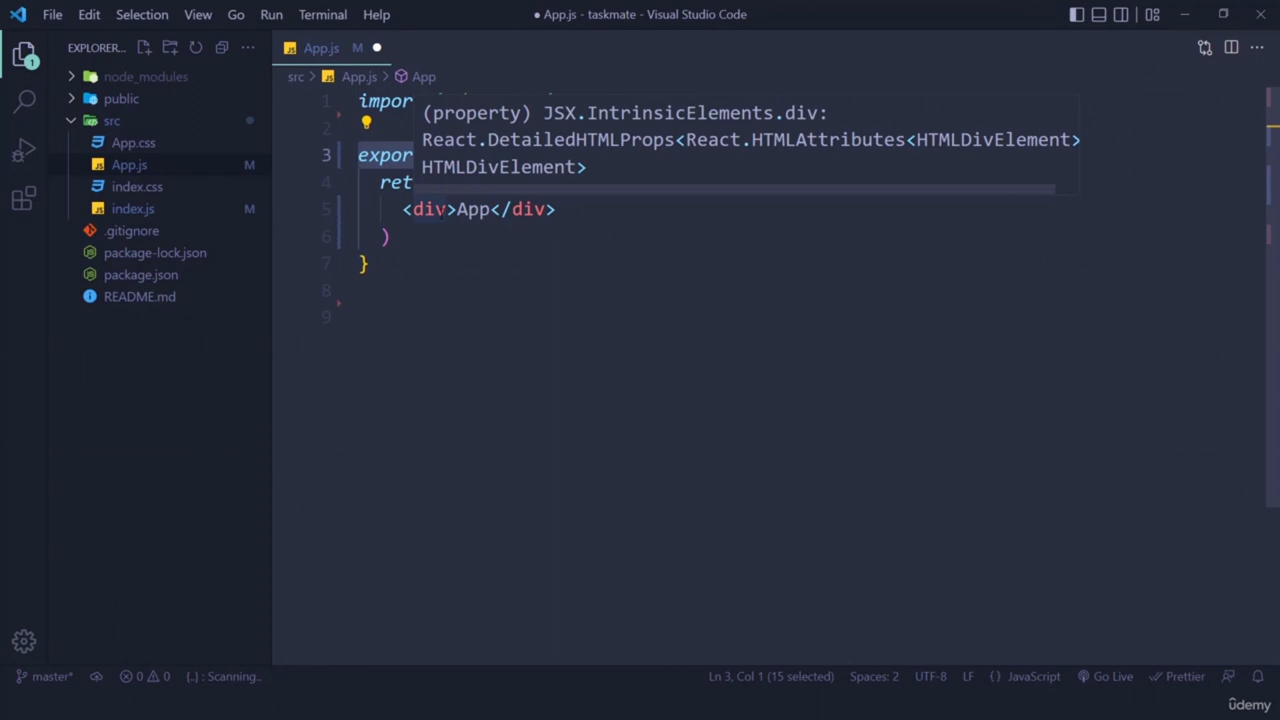 File Edit Selection View Go Run Terminal Help ● App.js - taskmate - Visual Studio Code
EXPLORER...
App.js M
1
node_modules
public
src
App.css
App.js M
index.css
index.js M
.gitignore
package-lock.json
package.json
README.md
src > App.js > App
1 impor
(property) JSX.IntrinsicElements.div:
2
React.DetailedHTMLProps<React.HTMLAttributes<HTMLDivElement>
3 expor
HTMLDivElement>
4 ret
5 <div>App</div>
6 )
7 }
8
9
master* 0 0 {..} : Scanning.. Ln 3, Col 1 (15 selected) Spaces: 2 UTF-8 LF {} JavaScript Go Live Prettier
ûdemy